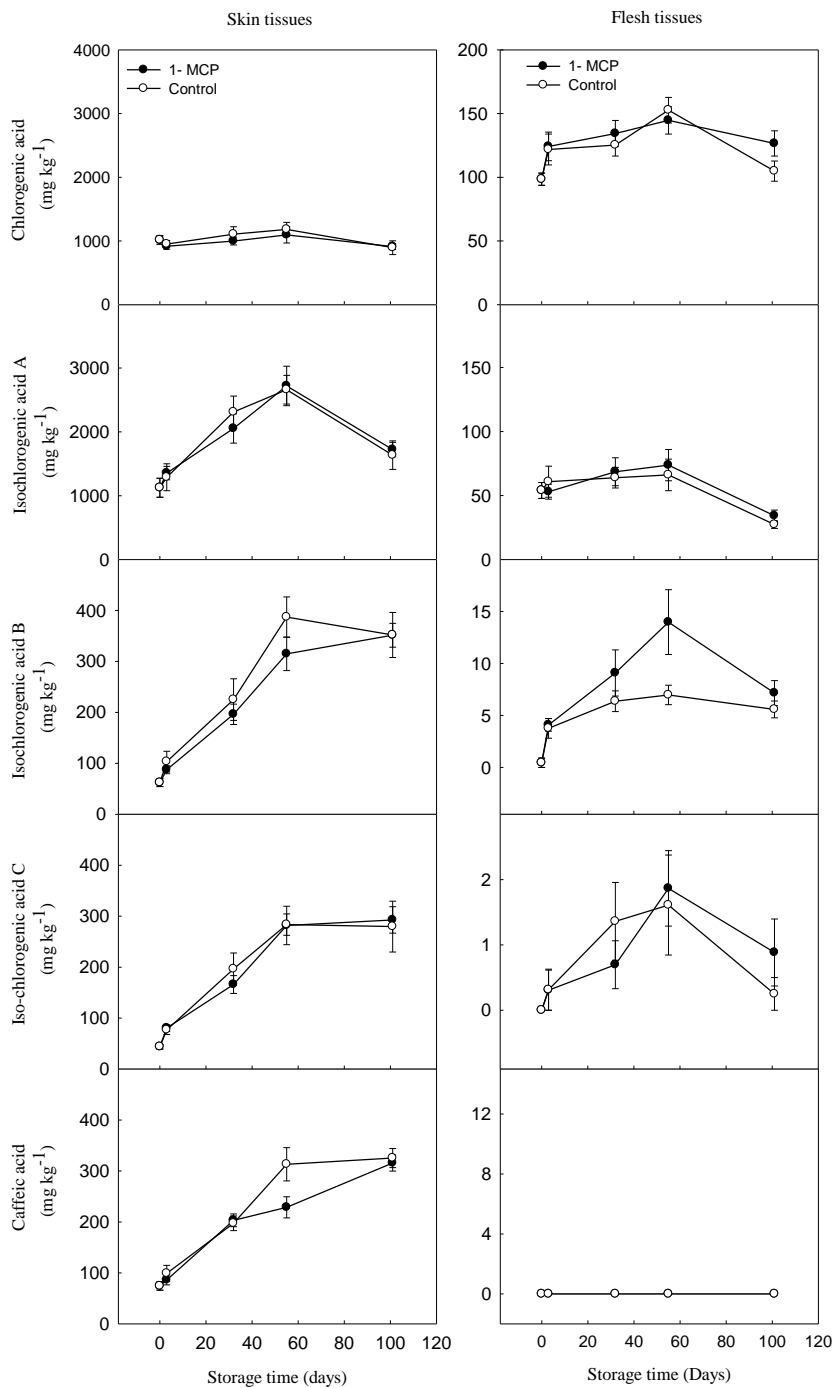 Skin tissues
Flesh tissues
Chlorogenic acid
(mg kg-1)
4000
3000
2000
1000
0
1- MCP
Control
200
150
100
50
0
1- MCP
Control
Isochlorogenic acid A
(mg kg-1)
3000
2000
1000
0
150
100
50
0
Isochlorogenic acid B
(mg kg-1)
400
300
200
100
0
15
10
5
0
Iso-chlorogenic acid C
(mg kg-1)
400
300
200
100
0
2
1
0
Caffeic acid
(mg kg-1)
400
300
200
100
0
12
8
4
0
0 20 40 60 80 100 120
0 20 40 60 80 100 120
Storage time (days)
Storage time (Days)